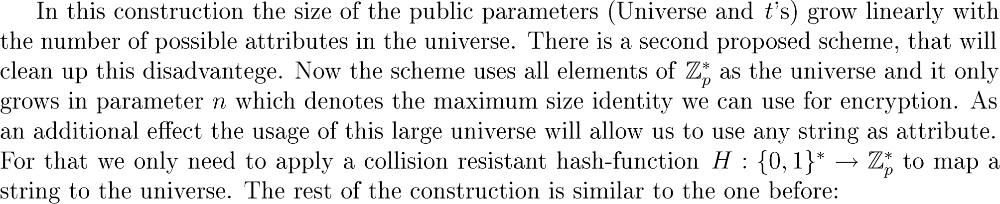 In this construction the size of the public parameters (Universe and t's) grow linearly with
the number of possible attributes in the universe. There is a second proposed scheme, that will
clean up this disadvantege. Now the scheme uses all elements of ℤ*ₚ as the universe and it only
grows in parameter n which denotes the maximum size identity we can use for encryption. As
an additional effect the usage of this large universe will allow us to use any string as attribute.
For that we only need to apply a collision resistant hash-function H : {0, 1}* → ℤ*ₚ to map a
string to the universe. The rest of the construction is similar to the one before: